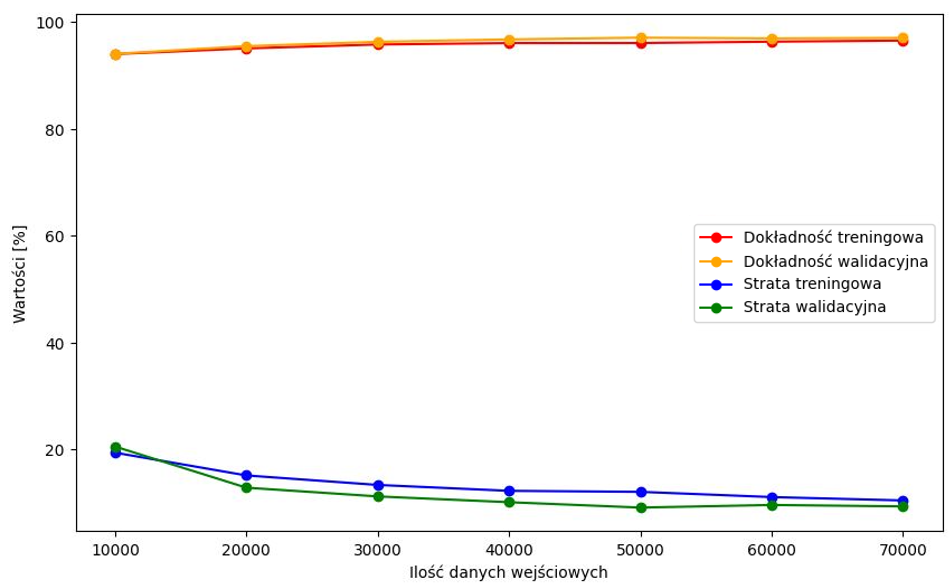 100
80
60
40
20
Wartości [%]
Dokładność treningowa
Dokładność walidacyjna
Strata treningowa
Strata walidacyjna
10000 20000 30000 40000 50000 60000 70000
Ilość danych wejściowych